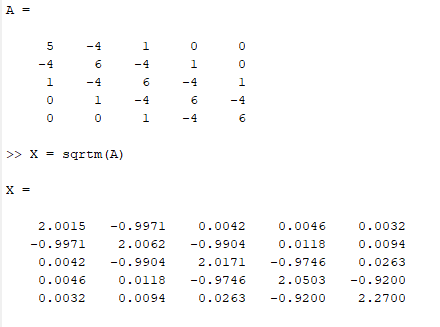 A =
5 -4 1 0 0
-4 6 -4 1 0
1 -4 6 -4 1
0 1 -4 6 -4
0 0 1 -4 6
>> X = sqrtm(A)
X =
2.0015 -0.9971 0.0042 0.0046 0.0032
-0.9971 2.0062 -0.9904 0.0118 0.0094
0.0042 -0.9904 2.0171 -0.9746 0.0263
0.0046 0.0118 -0.9746 2.0503 -0.9200
0.0032 0.0094 0.0263 -0.9200 2.2700